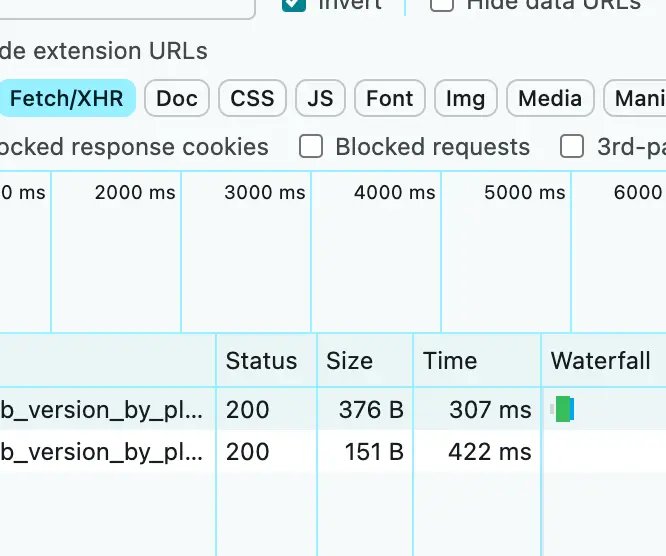 Invert Hide data URLs
de extension URLs
Fetch/XHR Doc CSS JS Font Img Media Mani
ocked response cookies Blocked requests 3rd-pa
0 ms 2000 ms 3000 ms 4000 ms 5000 ms 6000
Status Size Time Waterfall
b_version_by_pl... 200 376 B 307 ms
b_version_by_pl... 200 151 B 422 ms